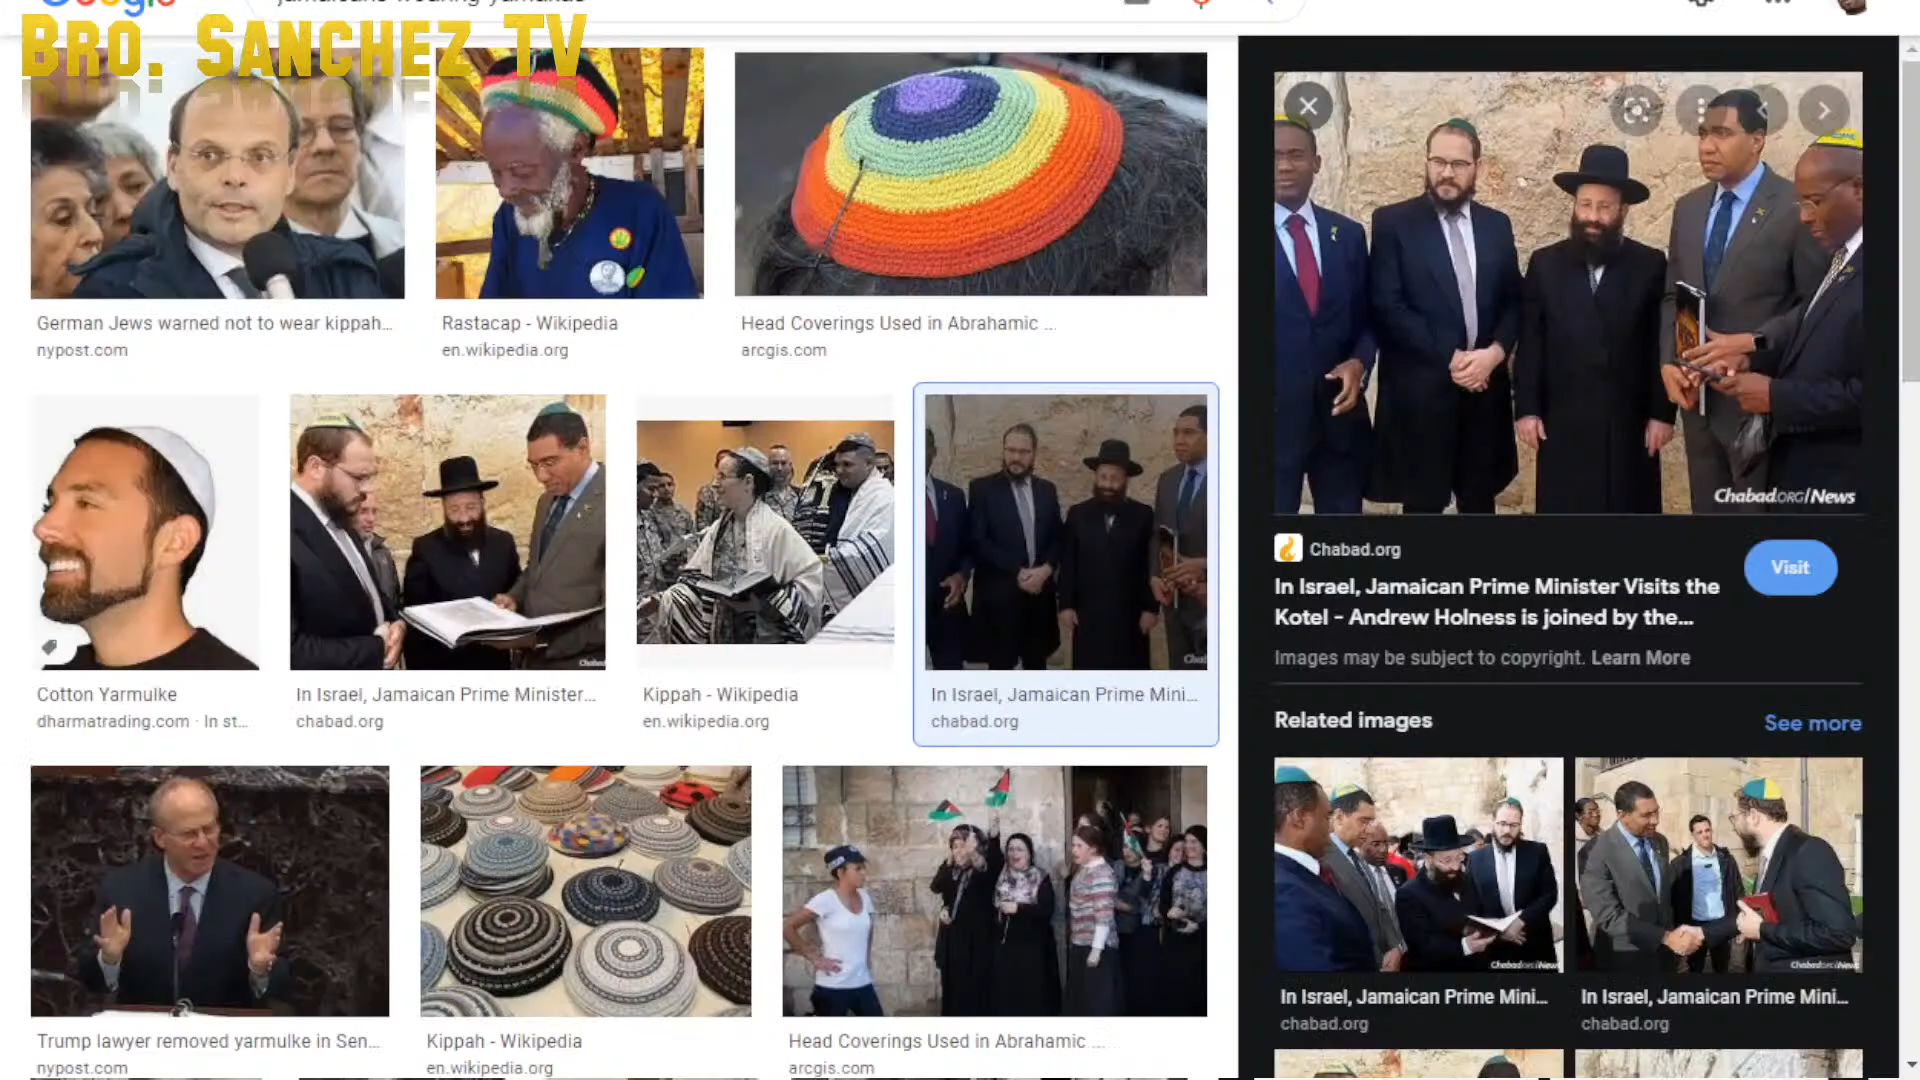 BRO. SANCHEZ TV
German Jews warned not to wear kippah...
nypost.com
Rastacap - Wikipedia
en.wikipedia.org
Head Coverings Used in Abrahamic ...
arcgis.com
Chabad.ORG/News
Chabad.org
Visit
In Israel, Jamaican Prime Minister Visits the
Kotel - Andrew Holness is joined by the...
Images may be subject to copyright. Learn More
Cotton Yarmulke
dharmatrading.com · In st...
In Israel, Jamaican Prime Minister...
chabad.org
Kippah - Wikipedia
en.wikipedia.org
In Israel, Jamaican Prime Mini...
chabad.org
Related images
See more
Trump lawyer removed yarmulke in Sen...
nypost.com
Kippah - Wikipedia
en.wikipedia.org
Head Coverings Used in Abrahamic ...
arcgis.com
In Israel, Jamaican Prime Mini...
chabad.org
In Israel, Jamaican Prime Mini...
chabad.org